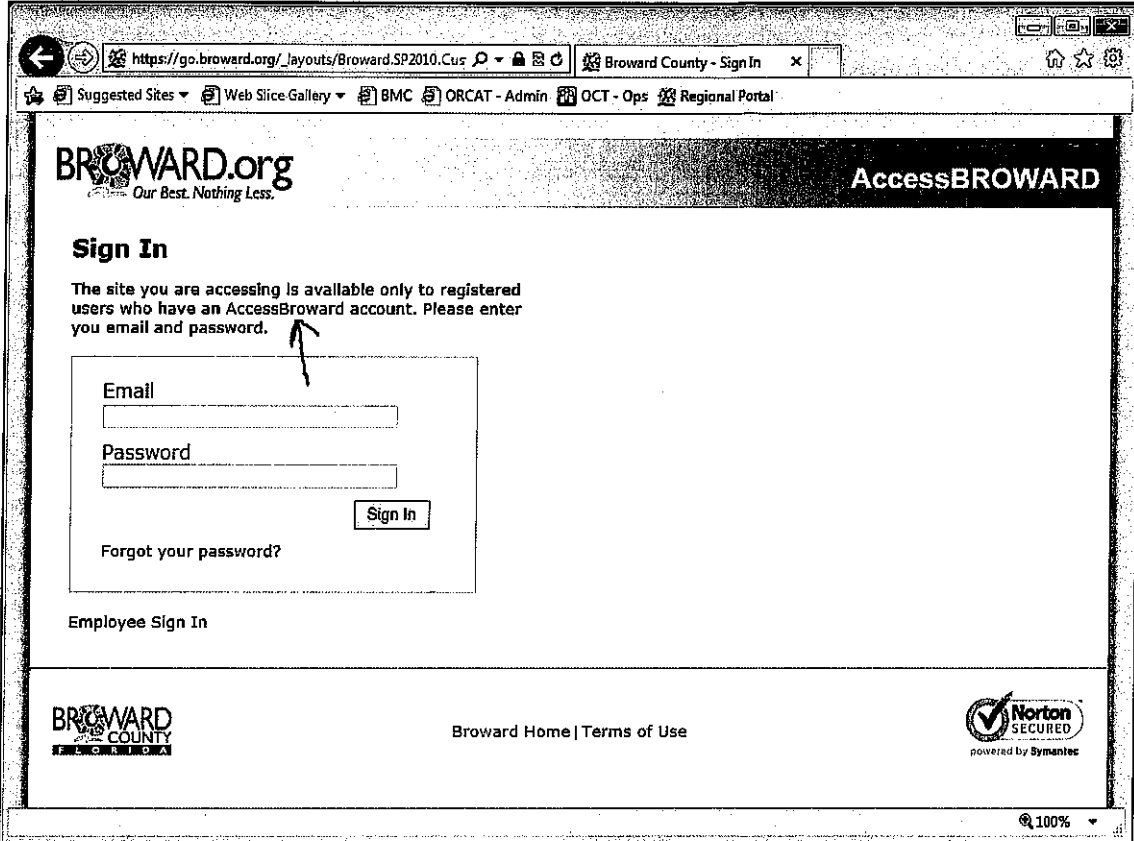 https://go.broward.org/_layouts/Broward.SP2010.Cus
Broward County - Sign In
Suggested Sites Web Slice Gallery BMC ORCAT - Admin OCT - Ops Regional Portal
BROWARD.org
Our Best. Nothing Less.
AccessBROWARD
Sign In
The site you are accessing is available only to registered
users who have an AccessBroward account. Please enter
you email and password.
Email
Password
Sign In
Forgot your password?
Employee Sign In
BROWARD
COUNTY
FLORIDA
Broward Home | Terms of Use
Norton
SECURED
powered by Symantec
100%